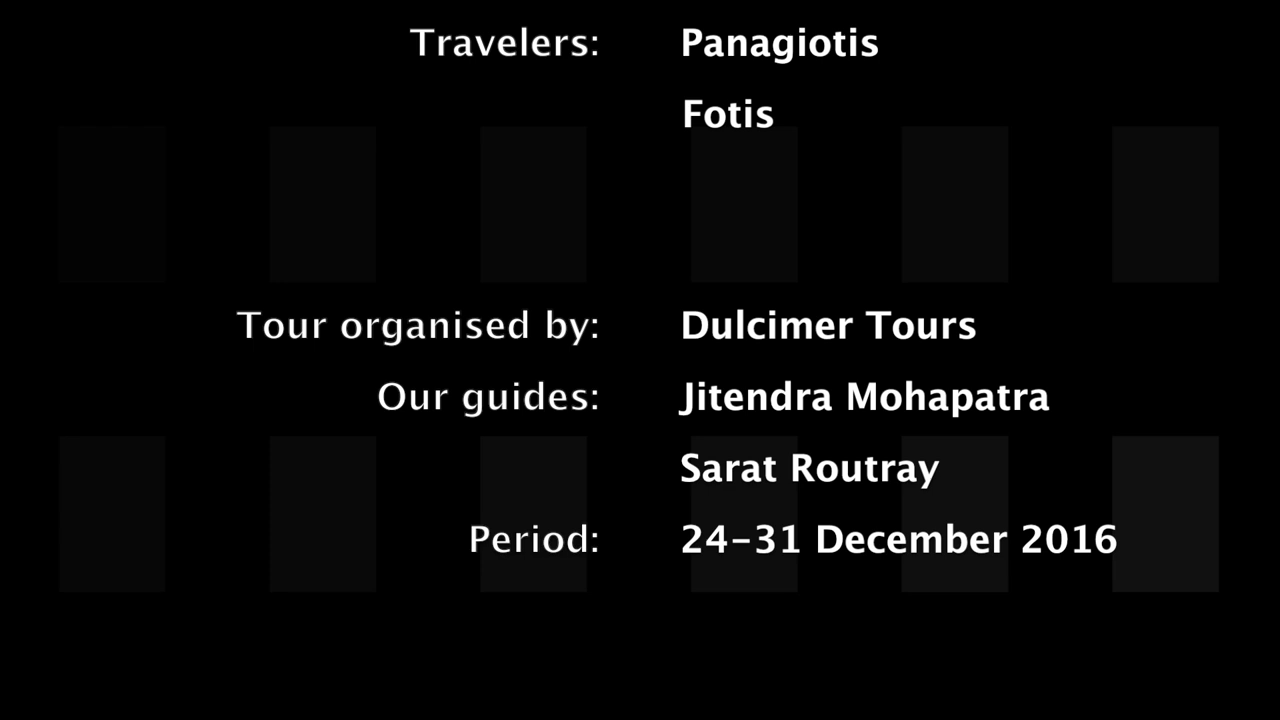 Travelers: Panagiotis
Fotis
Tour organised by: Dulcimer Tours
Our guides: Jitendra Mohapatra
Sarat Routray
Period: 24–31 December 2016